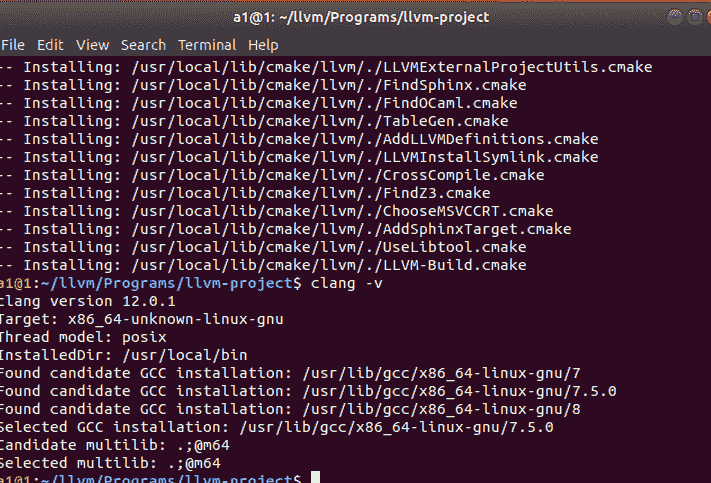 a1@1: ~/llvm/Programs/llvm-project
File Edit View Search Terminal Help
-- Installing: /usr/local/lib/cmake/llvm/./LLVMExternalProjectUtils.cmake
-- Installing: /usr/local/lib/cmake/llvm/./FindSphinx.cmake
-- Installing: /usr/local/lib/cmake/llvm/./FindOCaml.cmake
-- Installing: /usr/local/lib/cmake/llvm/./TableGen.cmake
-- Installing: /usr/local/lib/cmake/llvm/./AddLLVMDefinitions.cmake
-- Installing: /usr/local/lib/cmake/llvm/./LLVMInstallSymlink.cmake
-- Installing: /usr/local/lib/cmake/llvm/./CrossCompile.cmake
-- Installing: /usr/local/lib/cmake/llvm/./FindZ3.cmake
-- Installing: /usr/local/lib/cmake/llvm/./ChooseMSVCCRT.cmake
-- Installing: /usr/local/lib/cmake/llvm/./AddSphinxTarget.cmake
-- Installing: /usr/local/lib/cmake/llvm/./UseLibtool.cmake
-- Installing: /usr/local/lib/cmake/llvm/./LLVM-Build.cmake
a1@1:~/llvm/Programs/llvm-project$ clang -v
clang version 12.0.1
Target: x86_64-unknown-linux-gnu
Thread model: posix
InstalledDir: /usr/local/bin
Found candidate GCC installation: /usr/lib/gcc/x86_64-linux-gnu/7
Found candidate GCC installation: /usr/lib/gcc/x86_64-linux-gnu/7.5.0
Found candidate GCC installation: /usr/lib/gcc/x86_64-linux-gnu/8
Selected GCC installation: /usr/lib/gcc/x86_64-linux-gnu/7.5.0
Candidate multilib: .;@m64
Selected multilib: .;@m64
a1@1:~/llvm/Programs/llvm-project$